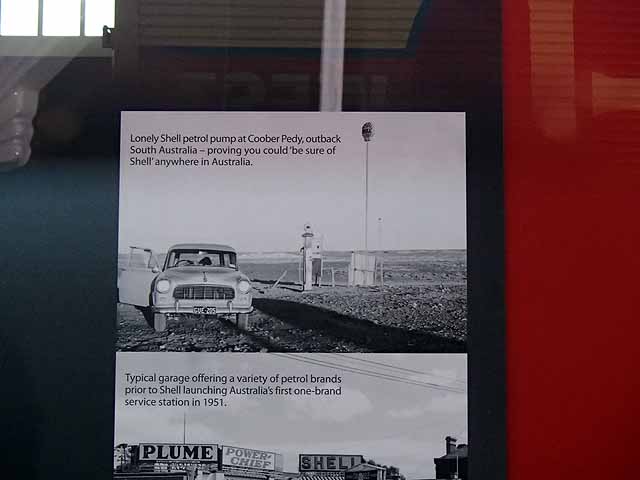 Lonely Shell petrol pump at Coober Pedy, outback
South Australia – proving you could 'be sure of
Shell' anywhere in Australia.
Typical garage offering a variety of petrol brands
prior to Shell launching Australia's first one-brand
service station in 1951.
PLUME
POWER-
CHIEF
SHELL